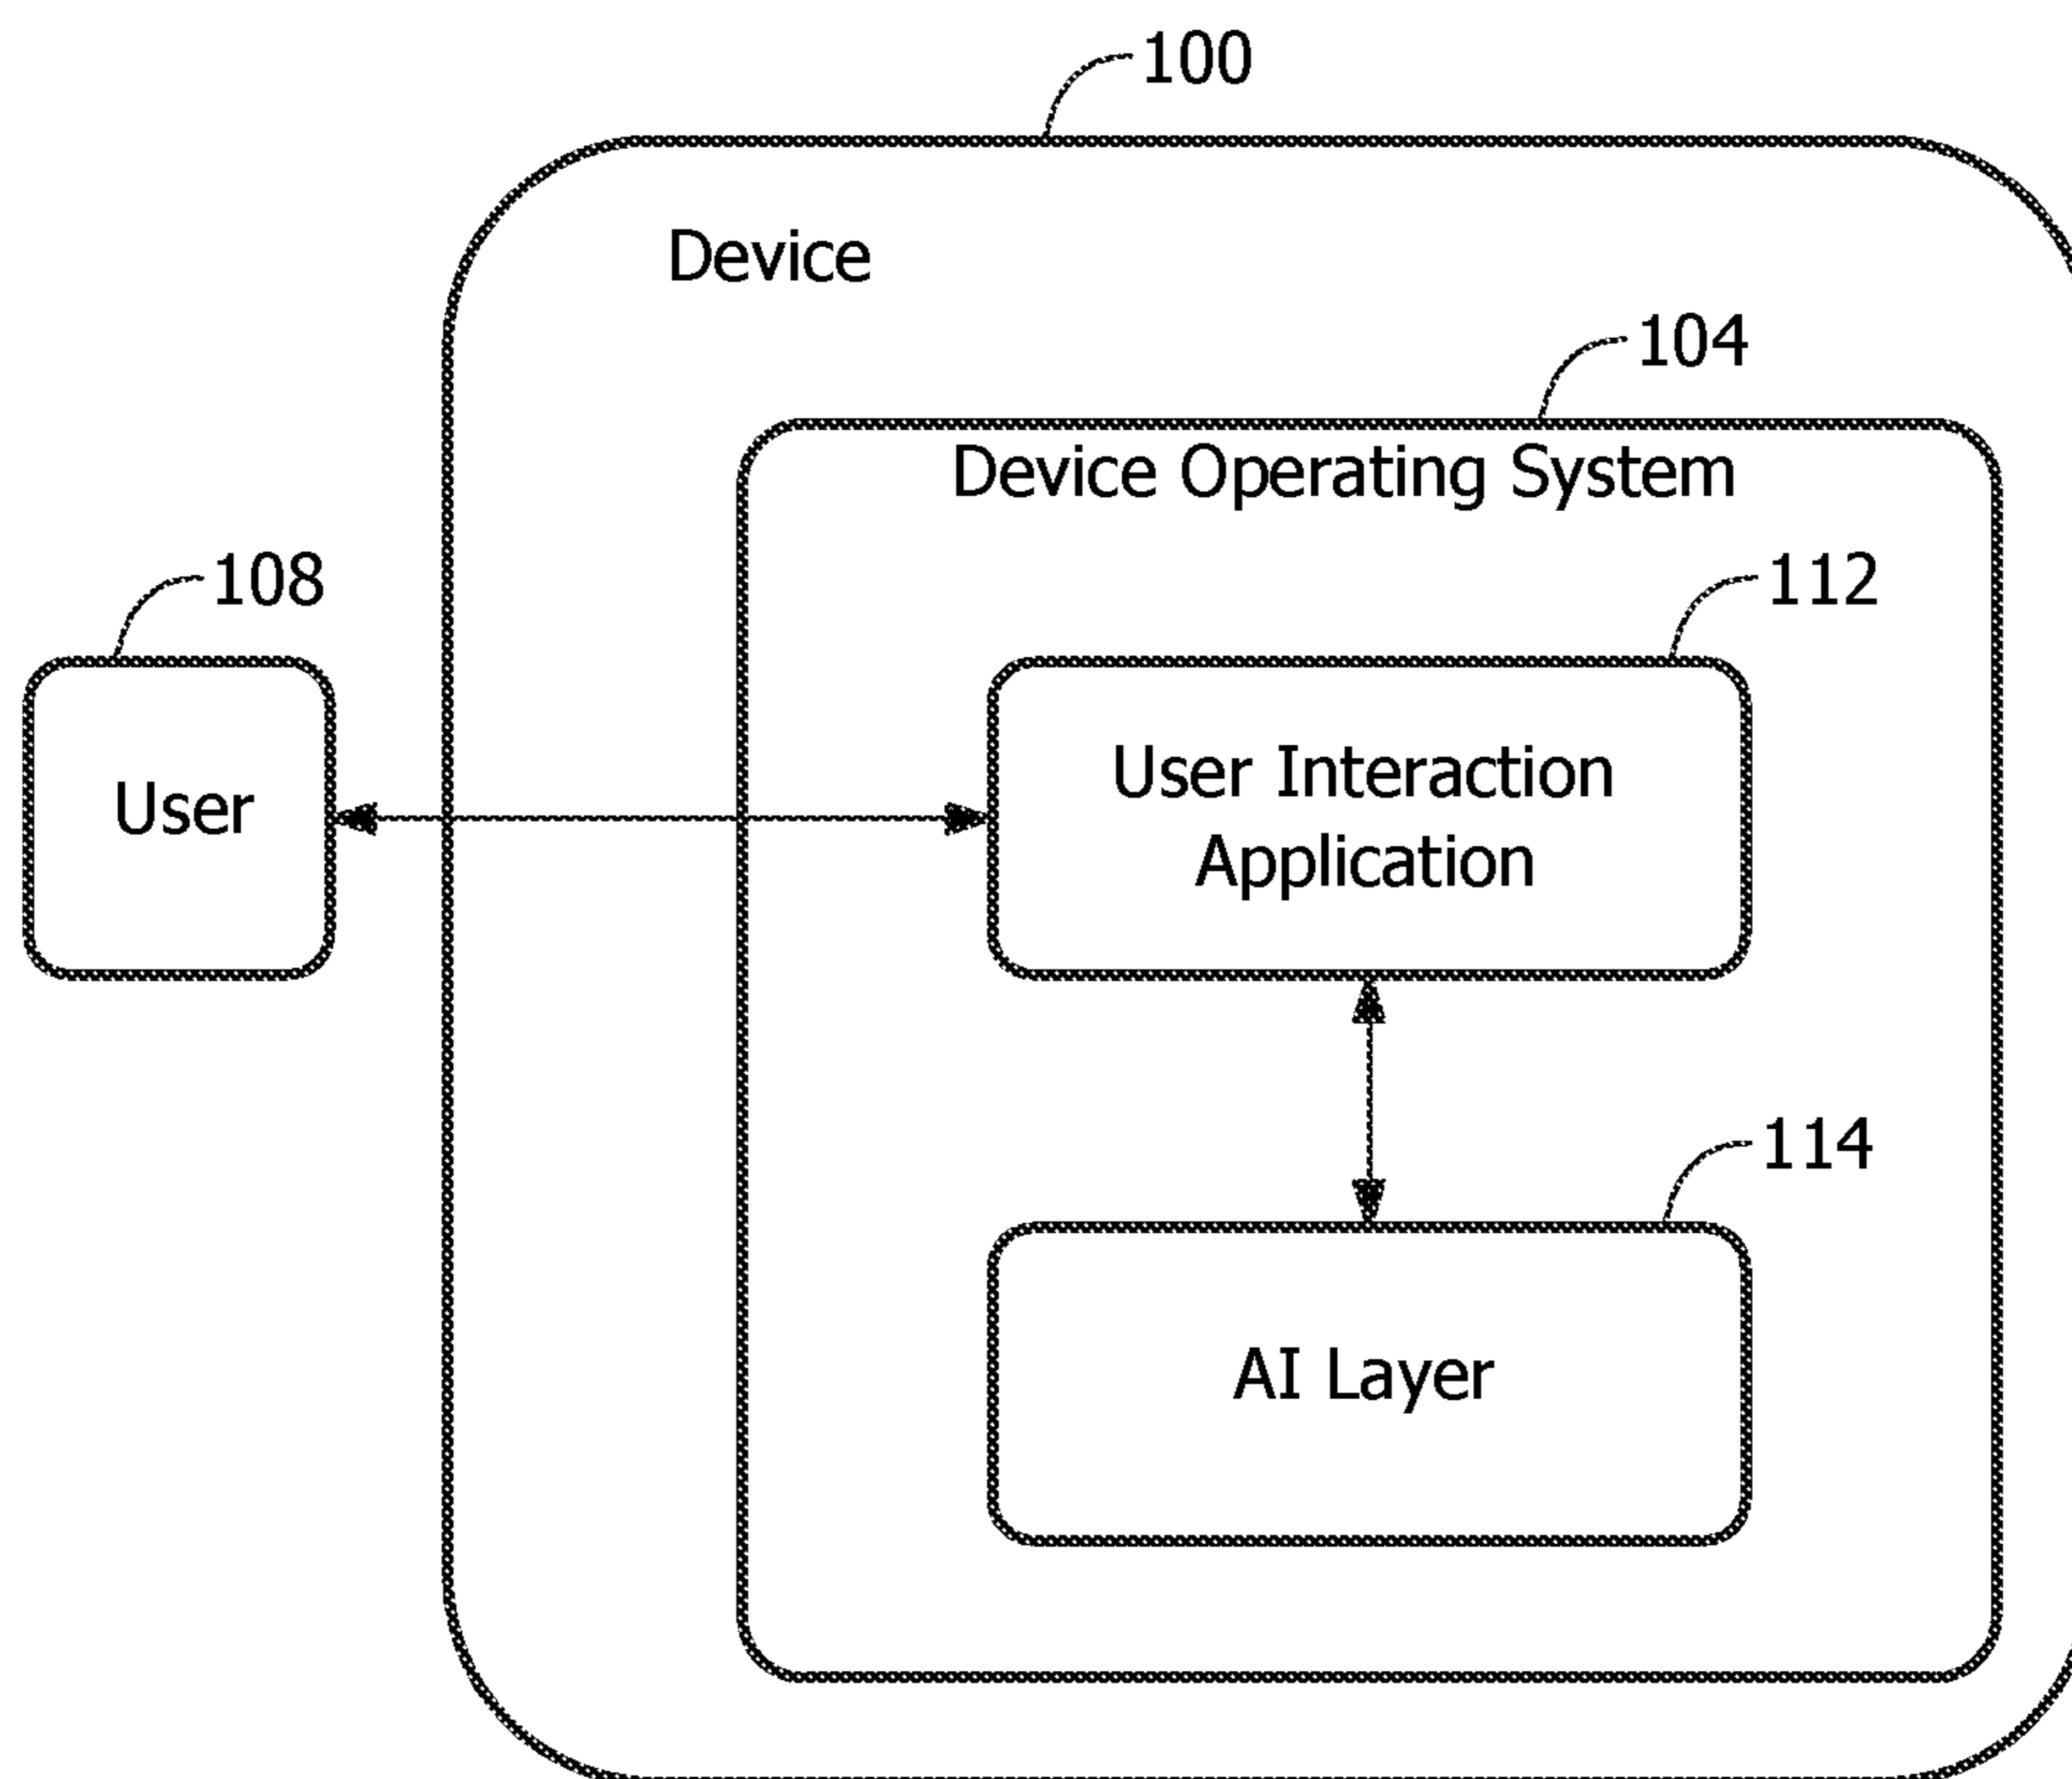 100
Device
104
Device Operating System
108
112
User
User Interaction
Application
114
AI Layer